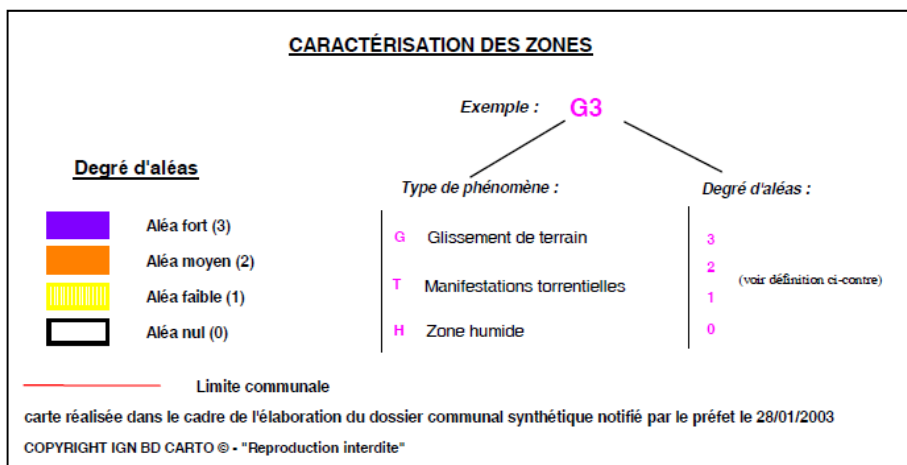 CARACTÉRISATION DES ZONES
Exemple : G3
Degré d'aléas
Aléa fort (3)
Aléa moyen (2)
Aléa faible (1)
Aléa nul (0)
Type de phénomène :
G Glissement de terrain
T Manifestations torrentielles
H Zone humide
Degré d'aléas :
3
2
1
0
(voir définition ci-contre)
Limite communale
carte réalisée dans le cadre de l'élaboration du dossier communal synthétique notifié par le préfet le 28/01/2003
COPYRIGHT IGN BD CARTO © - "Reproduction interdite"